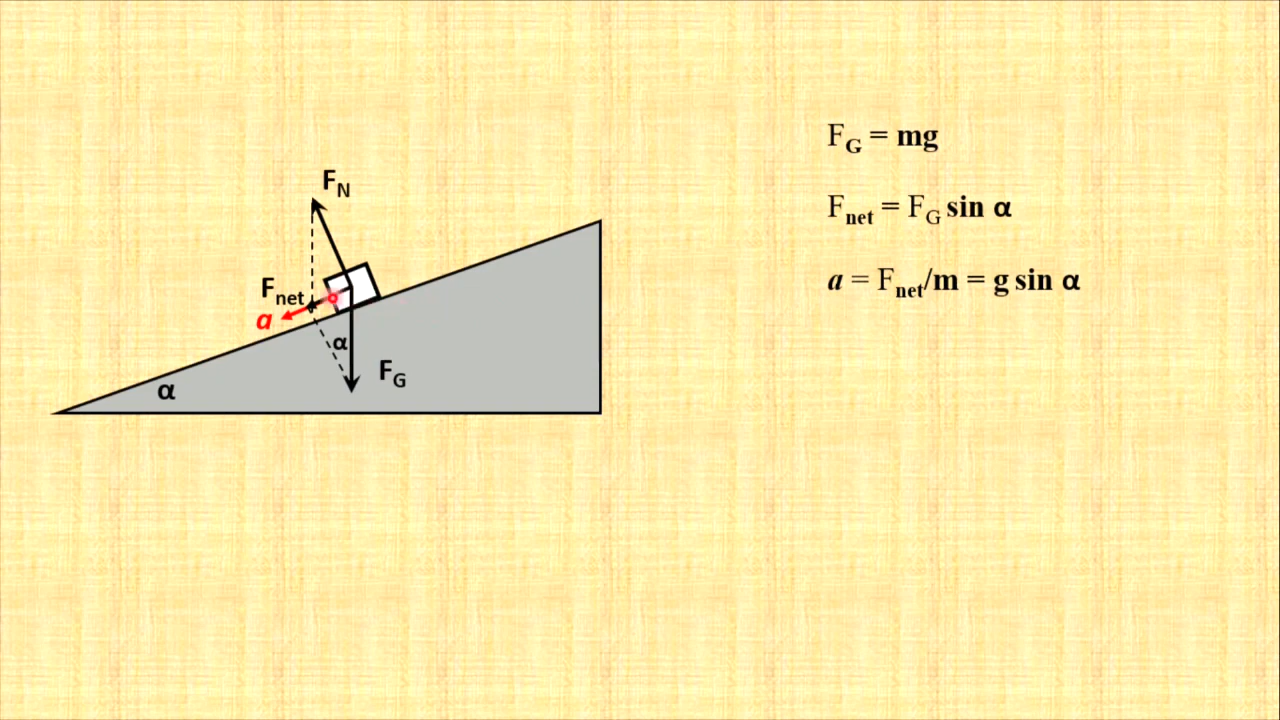 F_N
F_net
a
α
F_G
α
F_G = mg
F_net = F_G sin α
a = F_net/m = g sin α